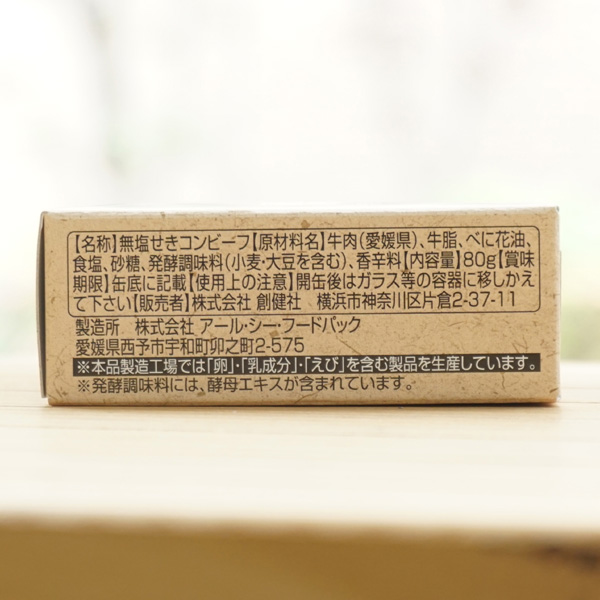 【名称】無塩せきコンビーフ【原材料名】牛肉(愛媛県)、牛脂、べに花油、
食塩、砂糖、発酵調味料(小麦・大豆を含む)、香辛料【内容量】80g【賞味
期限】缶底に記載【使用上の注意】開缶後はガラス等の容器に移しかえ
て下さい【販売者】株式会社 創健社 横浜市神奈川区片倉2-37-11
製造所 株式会社 アール・シー・フードパック
愛媛県西予市宇和町卯之町2-575
※本品製造工場では「卵」・「乳成分」・「えび」を含む製品を生産しています。
※発酵調味料には、酵母エキスが含まれています。